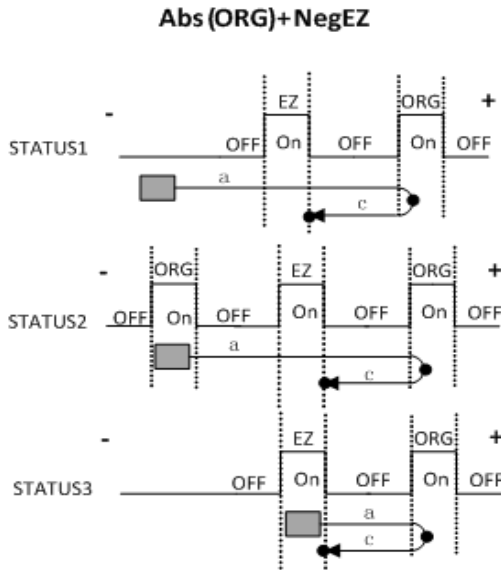 Abs(ORG)+NegEZ
- EZ ORG +
STATUS1 OFF On OFF On OFF
a
c
- ORG EZ ORG +
STATUS2 OFF On OFF On OFF On OFF
a
c
- EZ ORG +
STATUS3 OFF On OFF On OFF
a
c